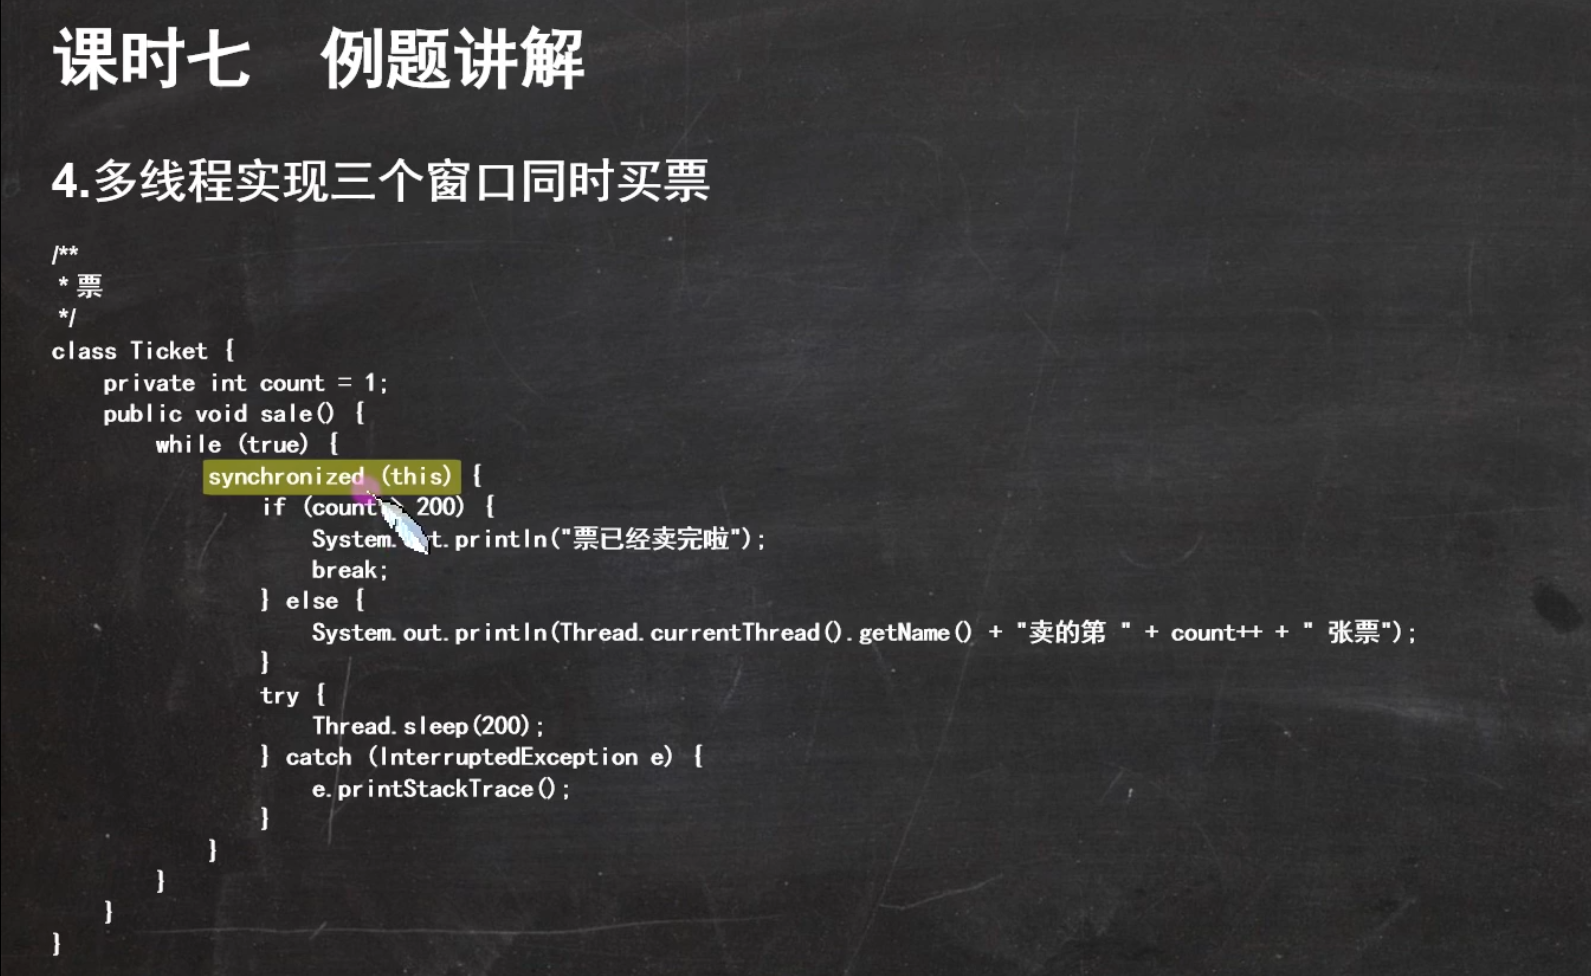 课时七 例题讲解
4.多线程实现三个窗口同时买票
/**
* 票
*/
class Ticket {
private int count = 1;
public void sale() {
while (true) {
synchronized (this) {
if (count > 200) {
System.out.println("票已经卖完啦");
break;
} else {
System.out.println(Thread.currentThread().getName() + "卖的第 " + count++ + " 张票");
}
try {
Thread.sleep(200);
} catch (InterruptedException e) {
e.printStackTrace();
}
}
}
}
}